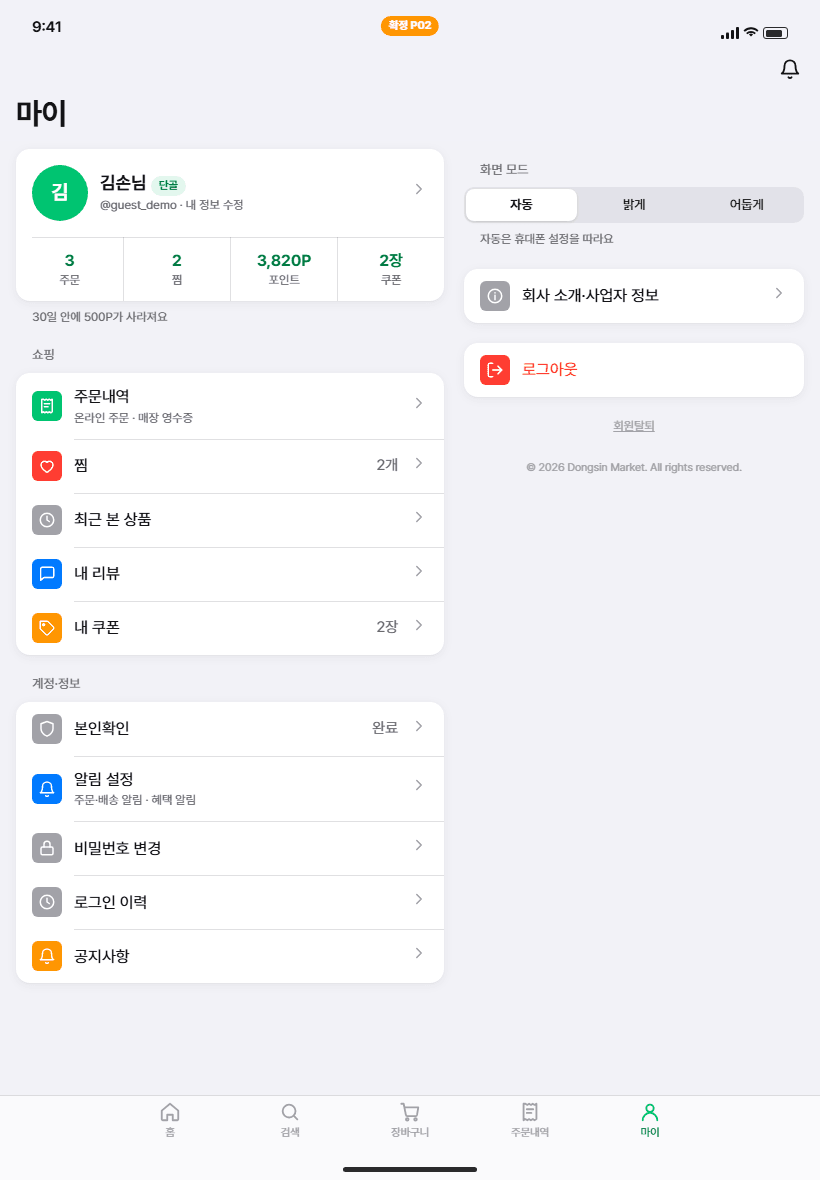 9:41
확정 P02
마이
김
김손님 단골
@guest_demo · 내 정보 수정
3
주문
2
찜
3,820P
포인트
2장
쿠폰
30일 안에 500P가 사라져요
쇼핑
주문내역
온라인 주문 · 매장 영수증
찜 2개
최근 본 상품
내 리뷰
내 쿠폰 2장
계정·정보
본인확인 완료
알림 설정
주문·배송 알림 · 혜택 알림
비밀번호 변경
로그인 이력
공지사항
화면 모드
자동 밝게 어둡게
자동은 휴대폰 설정을 따라요
회사 소개·사업자 정보
로그아웃
회원탈퇴
© 2026 Dongsin Market. All rights reserved.
홈 검색 장바구니 주문내역 마이